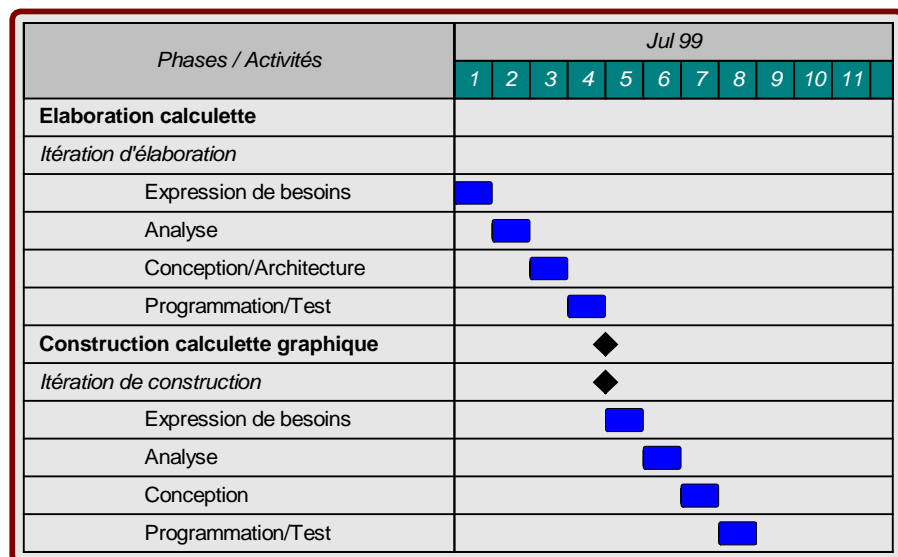 Phases / Activités
Jul 99
1 2 3 4 5 6 7 8 9 10 11
Elaboration calculette
Itération d'élaboration
Expression de besoins
Analyse
Conception/Architecture
Programmation/Test
Construction calculette graphique
Itération de construction
Expression de besoins
Analyse
Conception
Programmation/Test